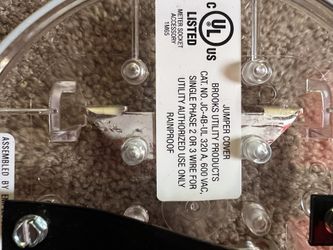 C UL US
LISTED
METER SOCKET
ACCESSORY
1M65
JUMPER COVER
BROOKS UTILITY PRODUCTS
CAT. NO. JC-4B-UL 320 A, 600 VAC,
SINGLE PHASE 2 OR 3 WIRE FOR
UTILITY AUTHORIZED USE ONLY
RAINPROOF
ASSEMBLED BY